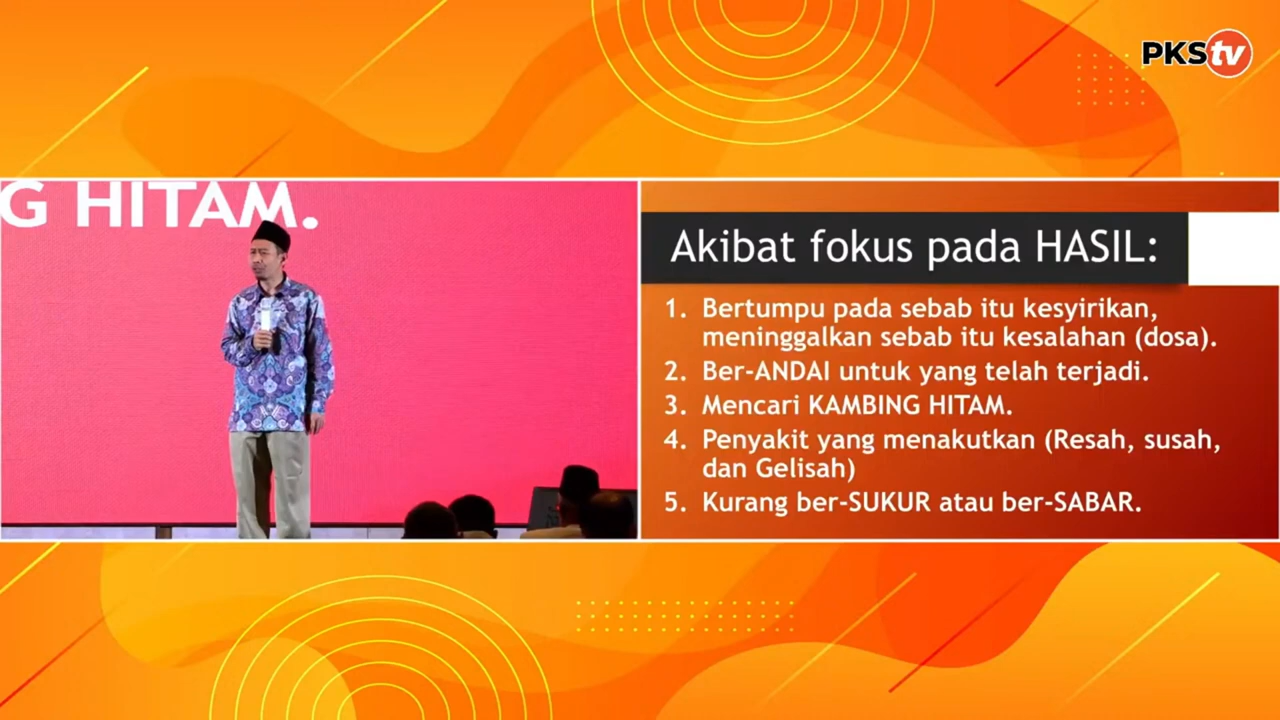 PKStv
G HITAM.
Akibat fokus pada HASIL:
1. Bertumpu pada sebab itu kesyirikan,
meninggalkan sebab itu kesalahan (dosa).
2. Ber-ANDAI untuk yang telah terjadi.
3. Mencari KAMBING HITAM.
4. Penyakit yang menakutkan (Resah, susah,
dan Gelisah)
5. Kurang ber-SUKUR atau ber-SABAR.